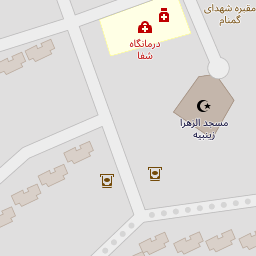 مقبره شهدای
گمنام
درمانگاه
شفا
مسجد الزهرا
زینبیه